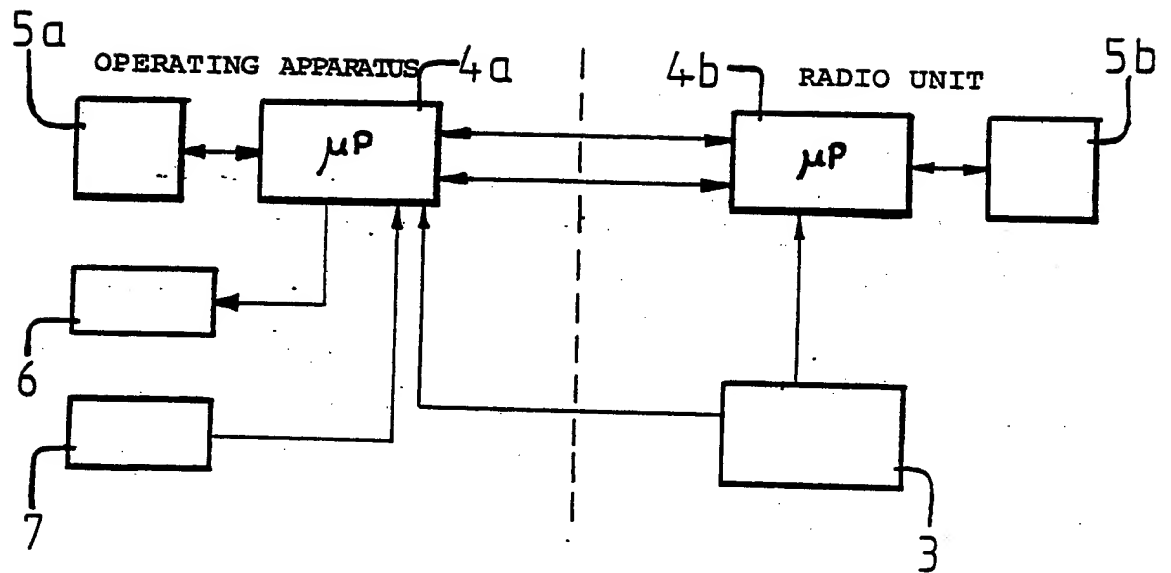 5a
OPERATING APPARATUS
4a
4b
RADIO UNIT
5b
μP
μP
6
7
3